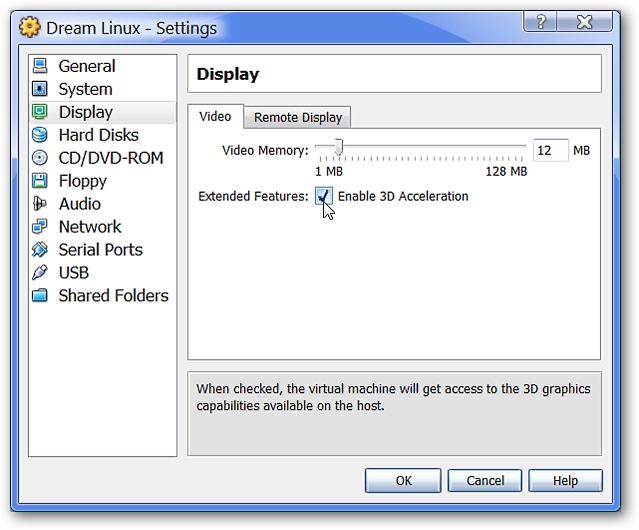 Dream Linux - Settings
General
System
Display
Hard Disks
CD/DVD-ROM
Floppy
Audio
Network
Serial Ports
USB
Shared Folders
Display
Video
Remote Display
Video Memory:
12
MB
1 MB
128 MB
Extended Features:
Enable 3D Acceleration
When checked, the virtual machine will get access to the 3D graphics
capabilities available on the host.
OK
Cancel
Help